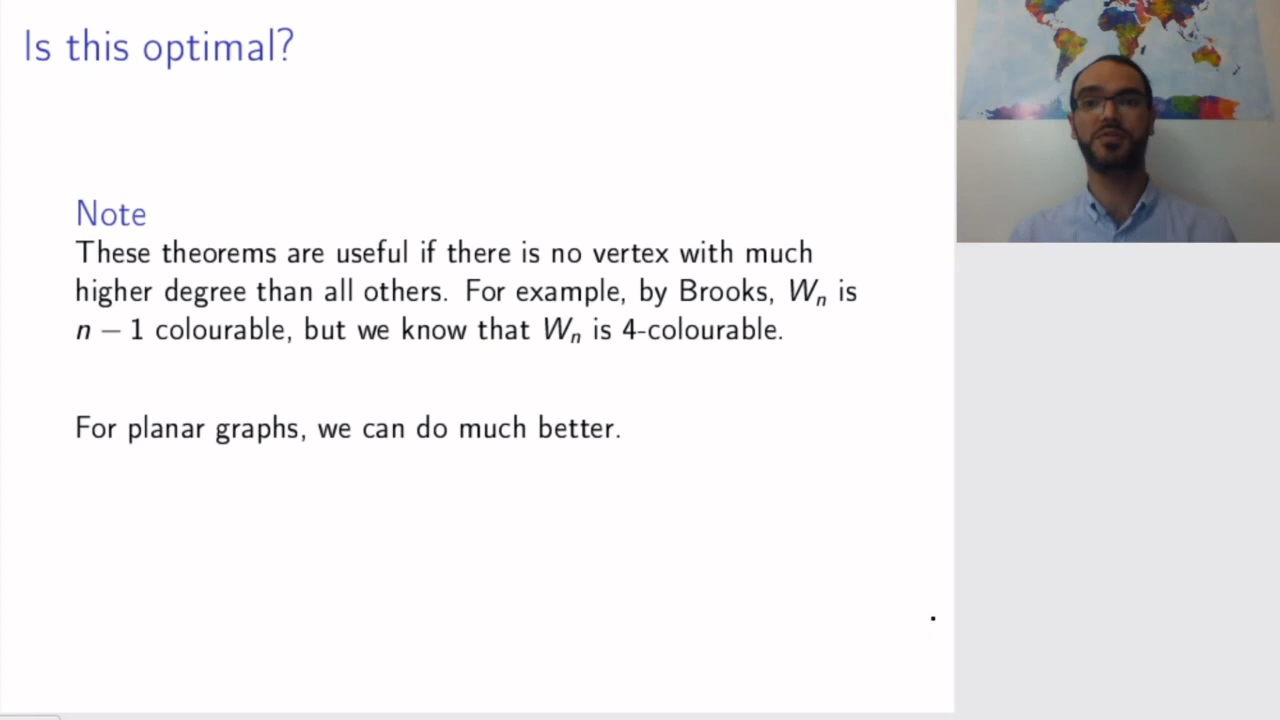 Is this optimal?
Note
These theorems are useful if there is no vertex with much
higher degree than all others. For example, by Brooks, Wₙ is
n − 1 colourable, but we know that Wₙ is 4-colourable.
For planar graphs, we can do much better.